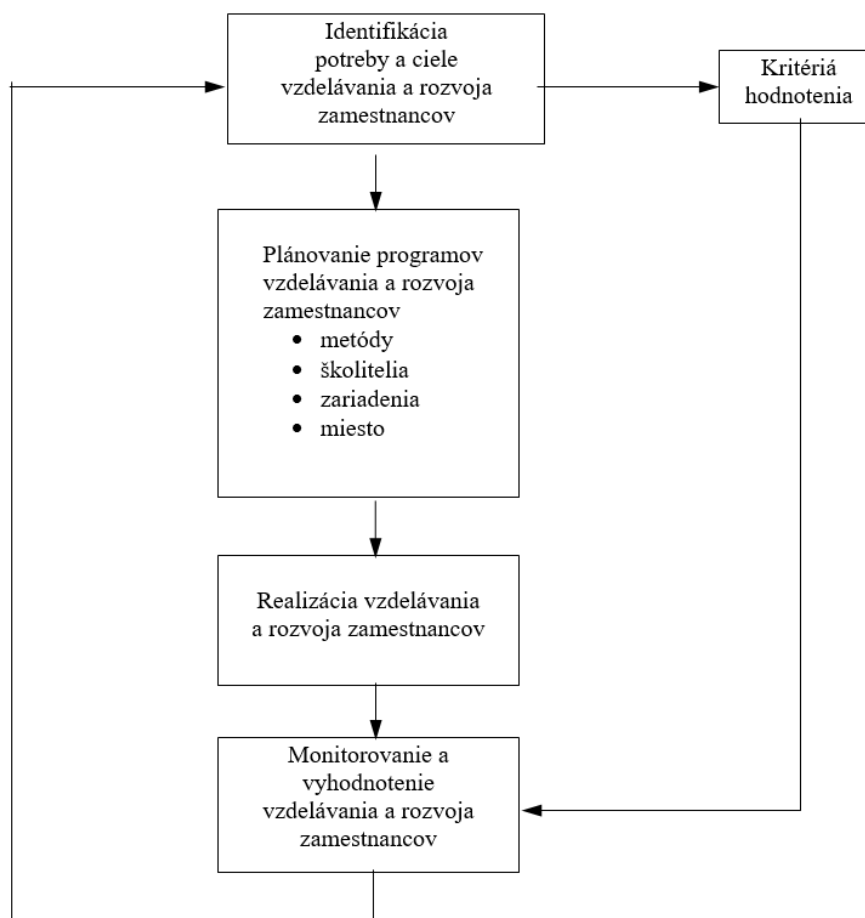 Identifikácia
potreby a ciele
vzdelávania a rozvoja
zamestnancov
Kritériá
hodnotenia
Plánovanie programov
vzdelávania a rozvoja
zamestnancov
• metódy
• školitelia
• zariadenia
• miesto
Realizácia vzdelávania
a rozvoja zamestnancov
Monitorovanie a
vyhodnotenie
vzdelávania a rozvoja
zamestnancov